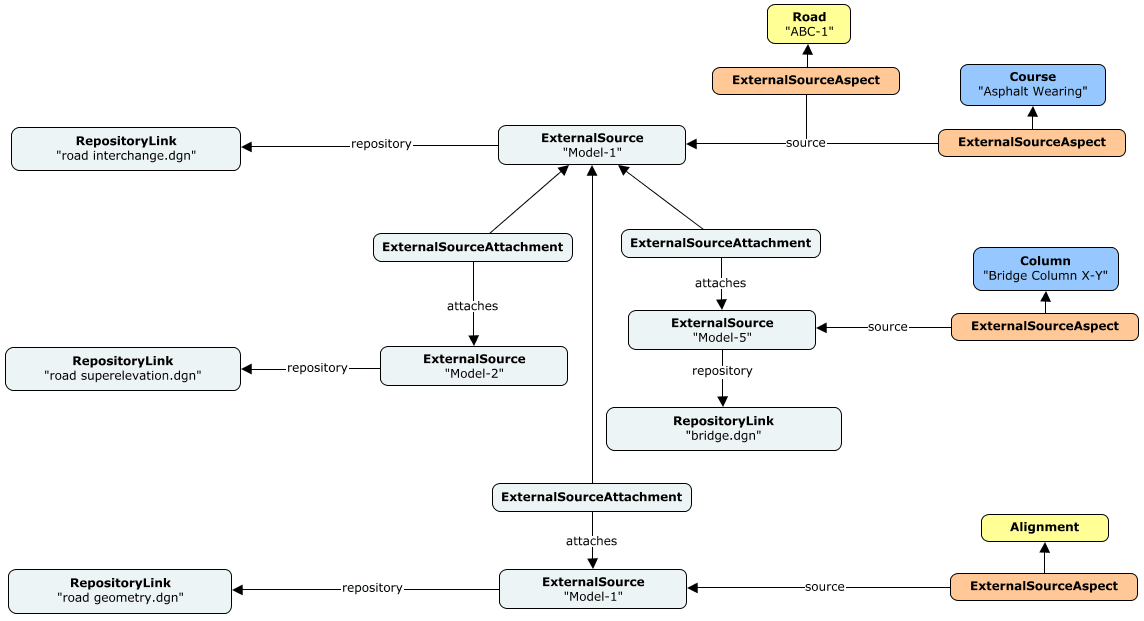 Road
"ABC-1"
ExternalSourceAspect
Course
"Asphalt Wearing"
RepositoryLink
"road interchange.dgn"
repository
ExternalSource
"Model-1"
source
ExternalSourceAspect
ExternalSourceAttachment
ExternalSourceAttachment
Column
"Bridge Column X-Y"
attaches
attaches
RepositoryLink
"road superelevation.dgn"
repository
ExternalSource
"Model-2"
ExternalSource
"Model-5"
source
ExternalSourceAspect
repository
RepositoryLink
"bridge.dgn"
ExternalSourceAttachment
attaches
Alignment
RepositoryLink
"road geometry.dgn"
repository
ExternalSource
"Model-1"
source
ExternalSourceAspect